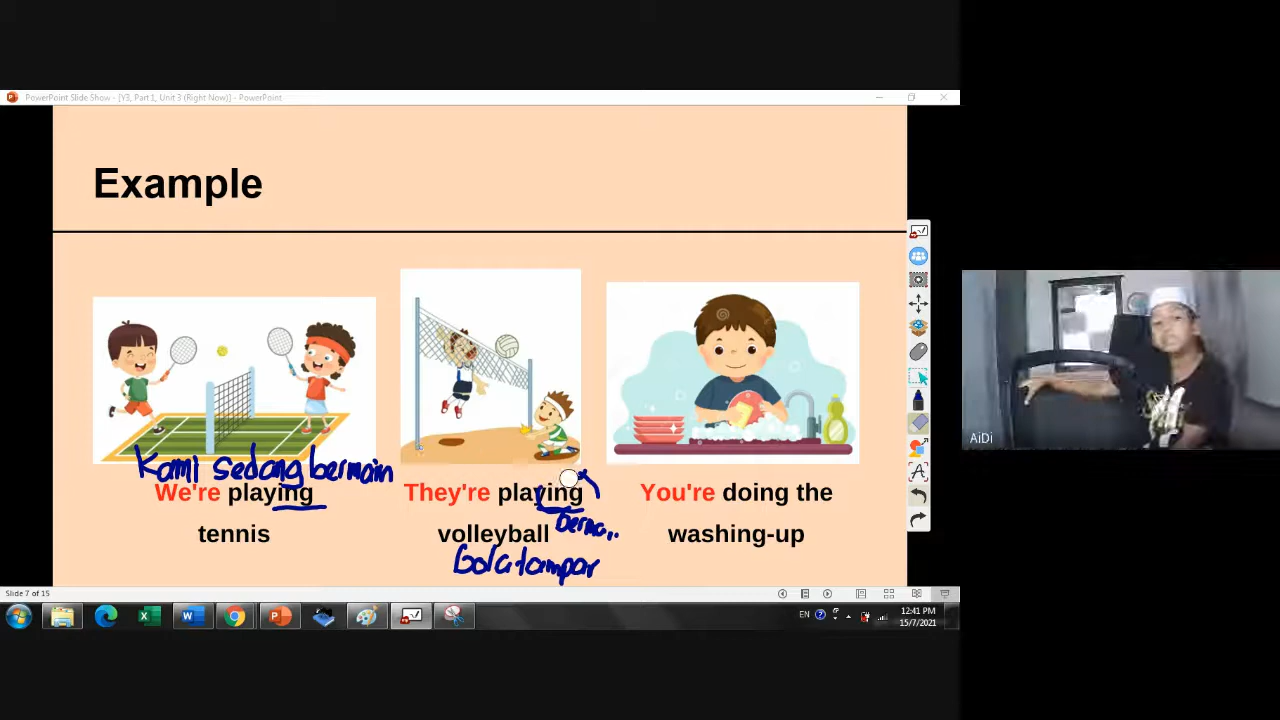 PowerPoint Slide Show - [Y3, Part 1, Unit 3 (Right Now)] - PowerPoint
Example
Kami sedang bermain
We're playing
tennis
They're playing
volleyball
Bola tampar
You're doing the
washing-up
AiDi
Slide 7 of 15
EN
12:41 PM
15/7/2021